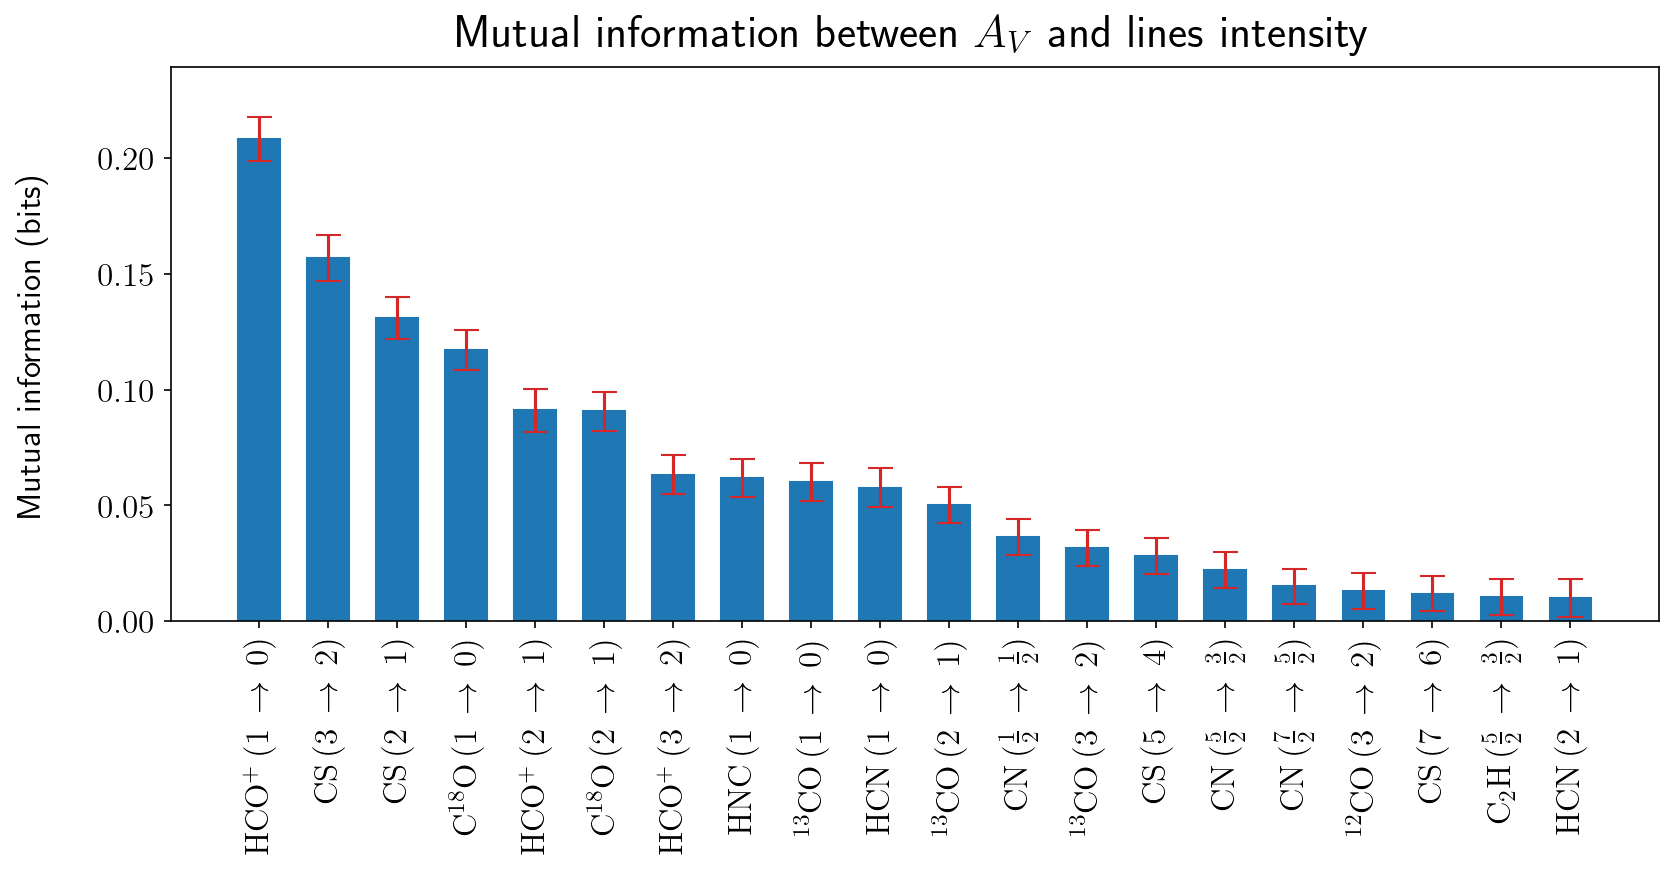 Mutual information between A_V and lines intensity
Mutual information (bits)
0.20
0.15
0.10
0.05
0.00
HCO⁺ (1 → 0)
CS (3 → 2)
CS (2 → 1)
C¹⁸O (1 → 0)
HCO⁺ (2 → 1)
C¹⁸O (2 → 1)
HCO⁺ (3 → 2)
HNC (1 → 0)
¹³CO (1 → 0)
HCN (1 → 0)
¹³CO (2 → 1)
CN (1/2 → 1/2)
¹³CO (3 → 2)
CS (5 → 4)
CN (5/2 → 3/2)
CN (7/2 → 5/2)
¹²CO (3 → 2)
CS (7 → 6)
C₂H (5/2 → 3/2)
HCN (2 → 1)